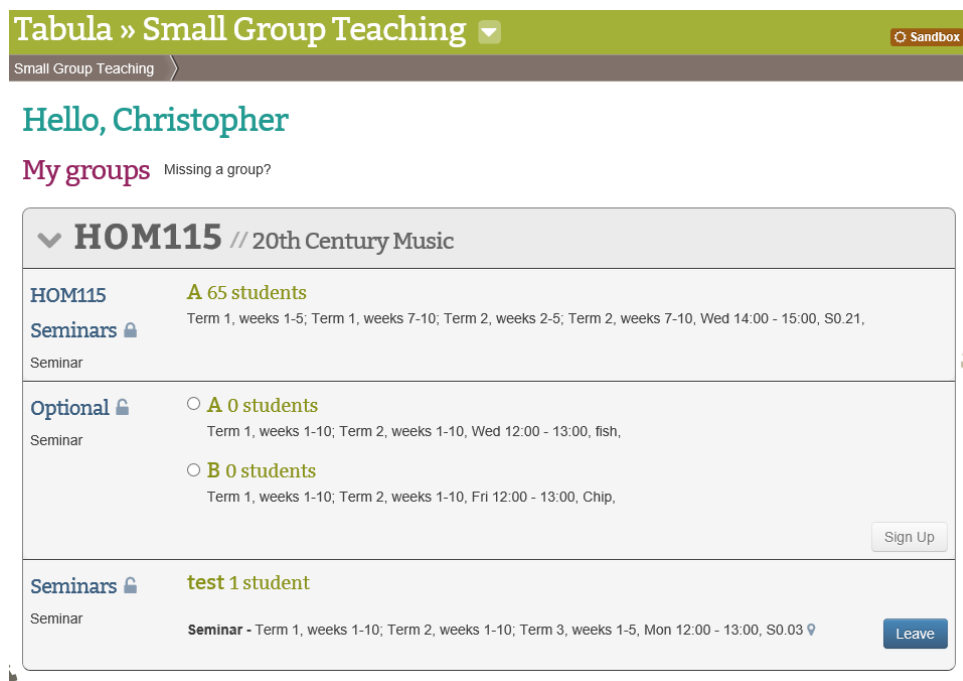 Tabula » Small Group Teaching
Sandbox
Small Group Teaching
Hello, Christopher
My groups Missing a group?
HOM115 // 20th Century Music
HOM115
Seminars
Seminar
A 65 students
Term 1, weeks 1-5; Term 1, weeks 7-10; Term 2, weeks 2-5; Term 2, weeks 7-10, Wed 14:00 - 15:00, S0.21,
Optional
Seminar
A 0 students
Term 1, weeks 1-10; Term 2, weeks 1-10, Wed 12:00 - 13:00, fish,
B 0 students
Term 1, weeks 1-10; Term 2, weeks 1-10, Fri 12:00 - 13:00, Chip,
Sign Up
Seminars
Seminar
test 1 student
Seminar - Term 1, weeks 1-10; Term 2, weeks 1-10; Term 3, weeks 1-5, Mon 12:00 - 13:00, S0.03
Leave